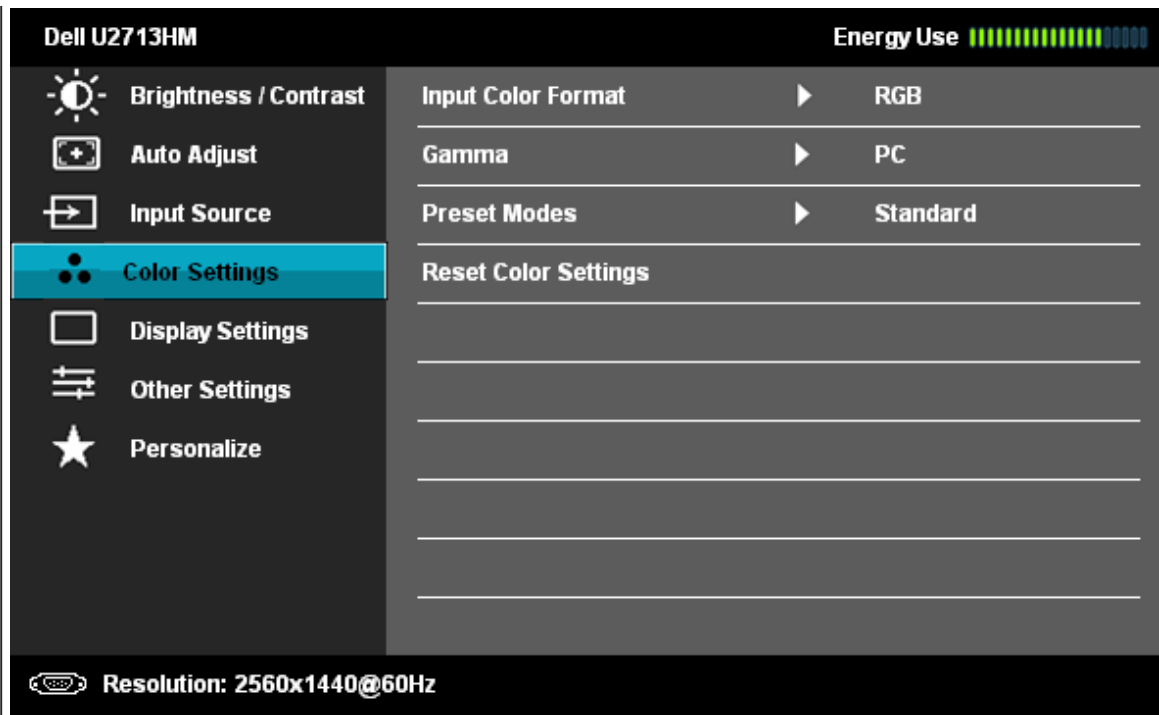 Dell U2713HM Energy Use
Brightness / Contrast Input Color Format RGB
Auto Adjust Gamma PC
Input Source Preset Modes Standard
Color Settings Reset Color Settings
Display Settings
Other Settings
Personalize
Resolution: 2560x1440@60Hz